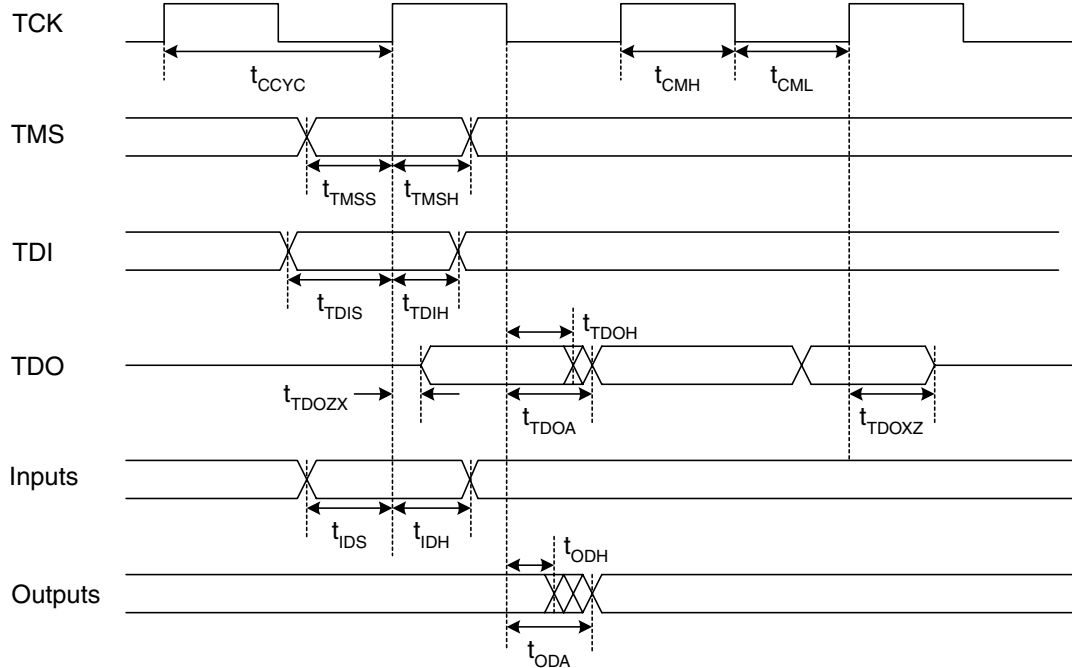 TCK
tCCYC
tCMH
tCML
TMS
tTMSS
tTMSH
TDI
tTDIS
tTDIH
tTDOH
TDO
tTDOZX
tTDOA
tTDOXZ
Inputs
tIDS
tIDH
tODH
Outputs
tODA